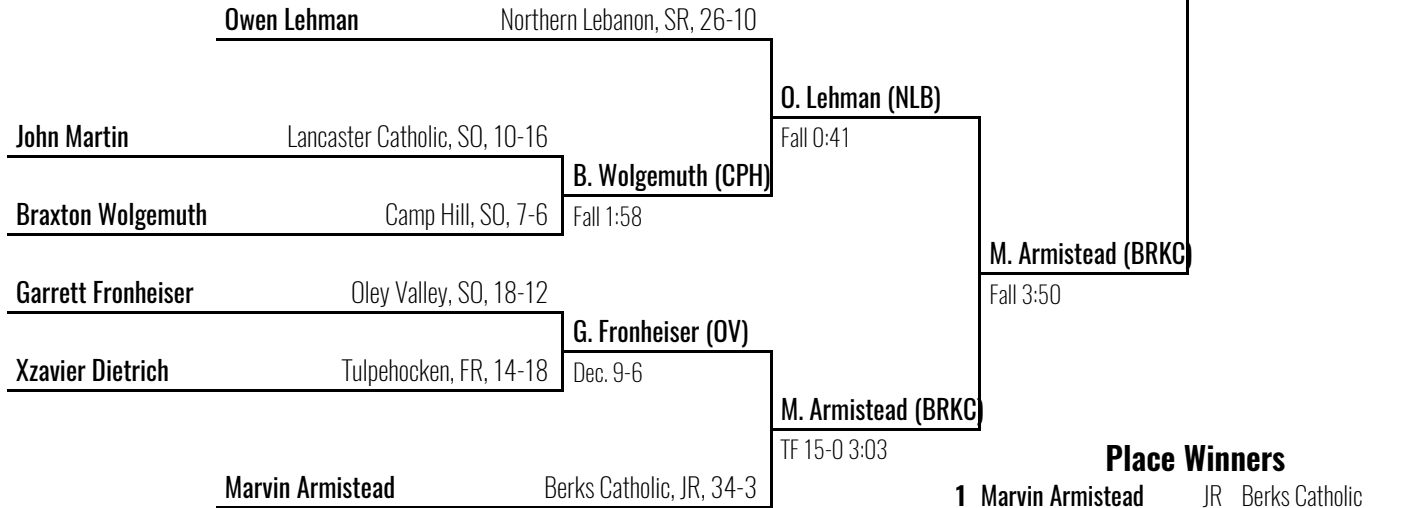 Owen Lehman Northern Lebanon, SR, 26-10
O. Lehman (NLB)
John Martin Lancaster Catholic, SO, 10-16
Fall 0:41
B. Wolgemuth (CPH)
Braxton Wolgemuth Camp Hill, SO, 7-6
Fall 1:58
M. Armistead (BRKC)
Garrett Fronheiser Oley Valley, SO, 18-12
Fall 3:50
G. Fronheiser (OV)
Xzavier Dietrich Tulpehocken, FR, 14-18
Dec. 9-6
M. Armistead (BRKC)
TF 15-0 3:03
Place Winners
Marvin Armistead Berks Catholic, JR, 34-3
1 Marvin Armistead JR Berks Catholic